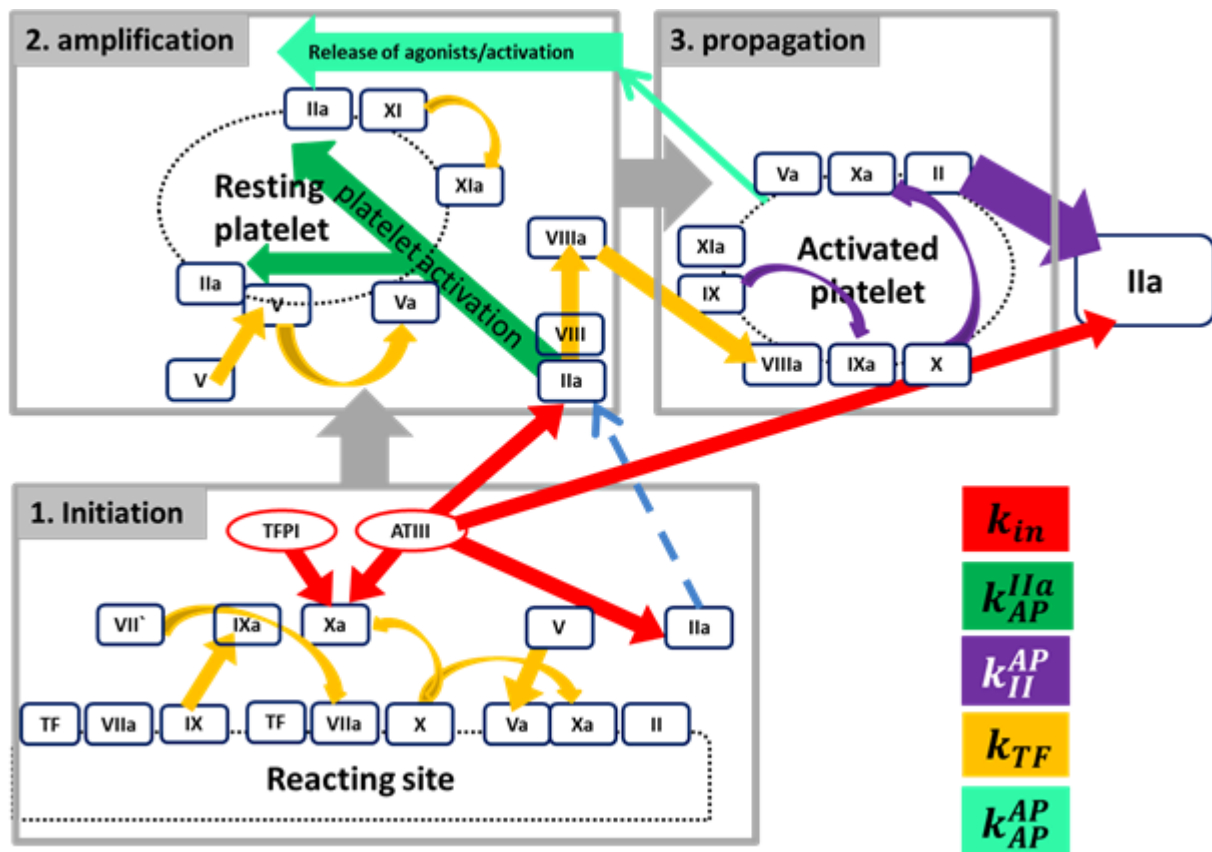 2. amplification
Release of agonists/activation
IIa
XI
XIa
Resting
platelet
platelet activation
IIa
V
Va
V
VIIIa
VIII
IIa
3. propagation
Va
Xa
II
XIa
IX
Activated
platelet
VIIIa
IXa
X
IIa
1. Initiation
TFPI
ATIII
VII`
IXa
Xa
V
IIa
TF
VIIa
IX
TF
VIIa
X
Va
Xa
II
Reacting site
k_in
k_AP^IIa
k_II^AP
k_TF
k_AP^AP